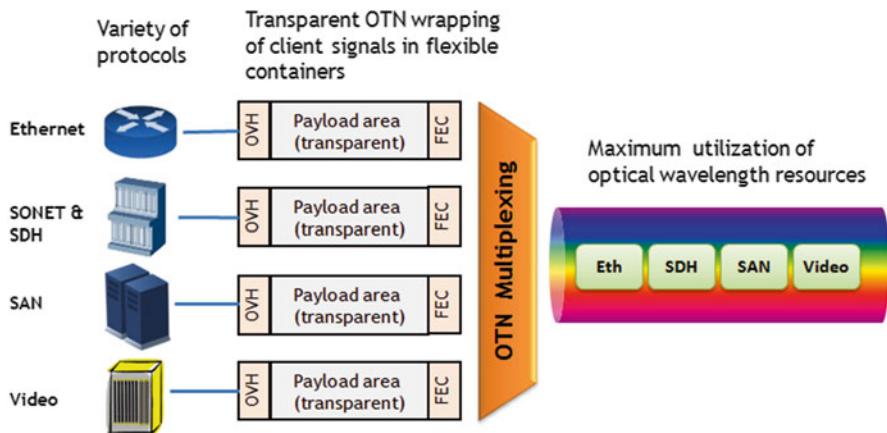 Variety of
protocols
Transparent OTN wrapping
of client signals in flexible
containers
Ethernet
OVH
Payload area
(transparent)
FEC
SONET &
SDH
OVH
Payload area
(transparent)
FEC
SAN
OVH
Payload area
(transparent)
FEC
Video
OVH
Payload area
(transparent)
FEC
OTN Multiplexing
Maximum utilization of
optical wavelength resources
Eth
SDH
SAN
Video